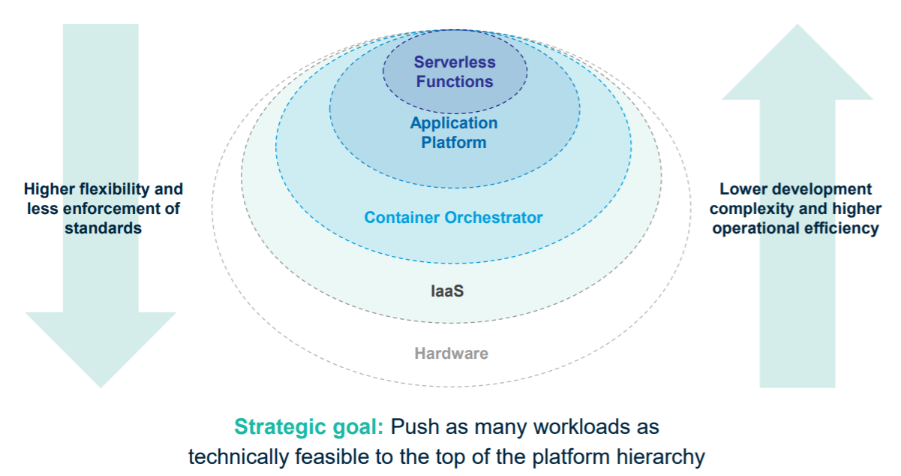 Serverless
Functions
Application
Platform
Higher flexibility and
less enforcement of
standards
Lower development
complexity and higher
operational efficiency
Container Orchestrator
IaaS
Hardware
Strategic goal: Push as many workloads as
technically feasible to the top of the platform hierarchy